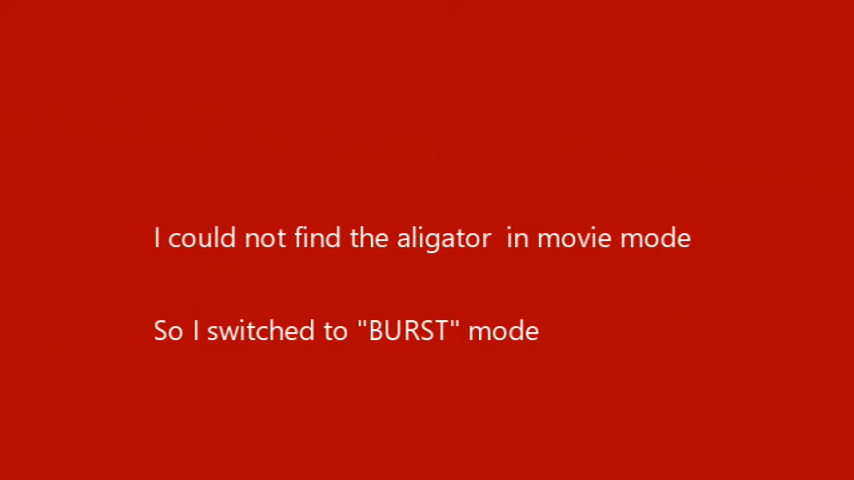 I could not find the aligator  in movie mode
So I switched to "BURST" mode